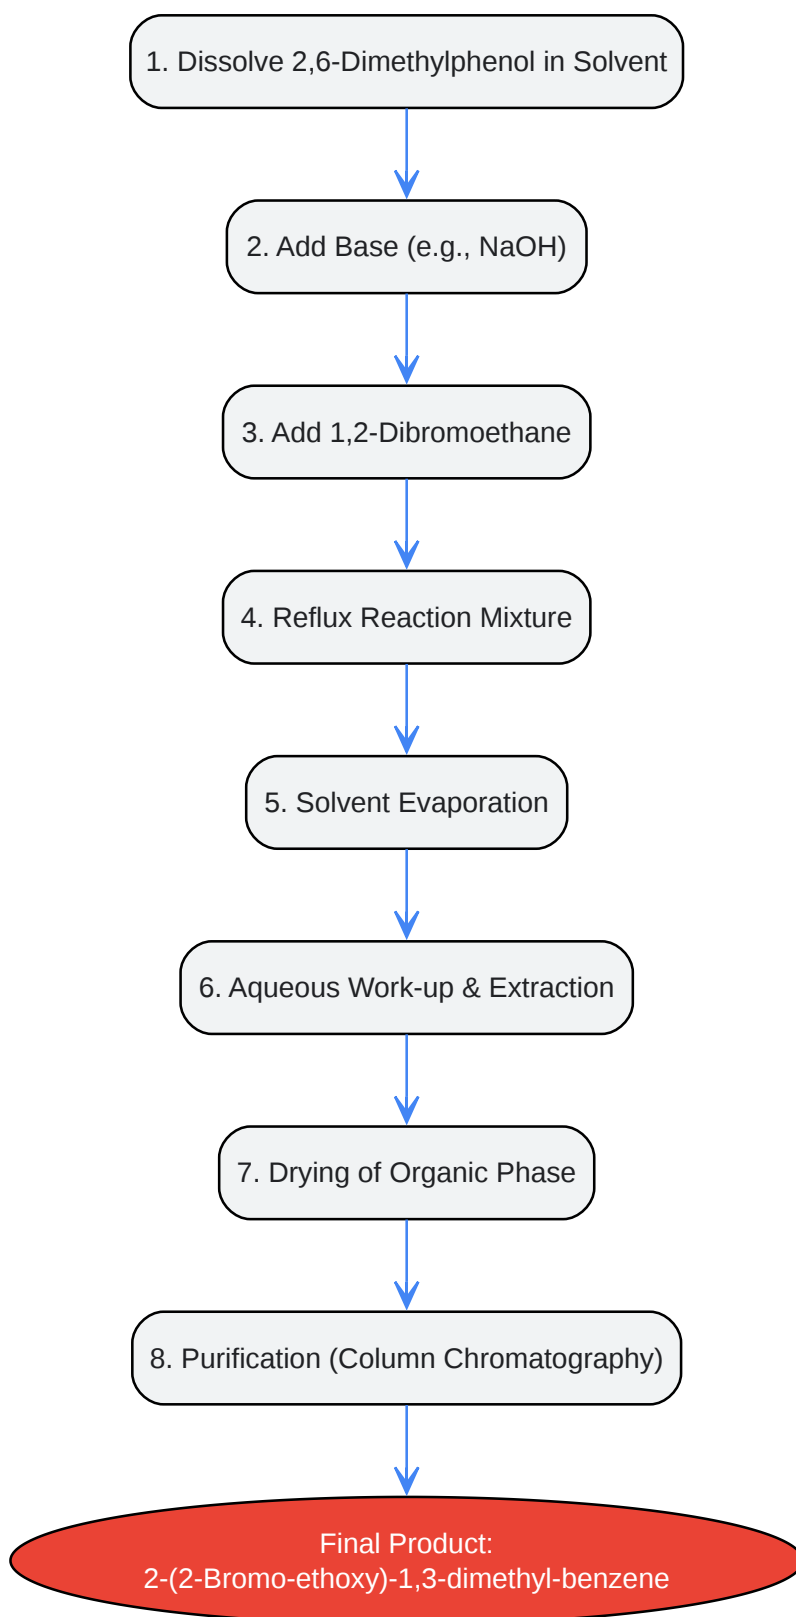 1. Dissolve 2,6-Dimethylphenol in Solvent
2. Add Base (e.g., NaOH)
3. Add 1,2-Dibromoethane
4. Reflux Reaction Mixture
5. Solvent Evaporation
6. Aqueous Work-up & Extraction
7. Drying of Organic Phase
8. Purification (Column Chromatography)
Final Product:
2-(2-Bromo-ethoxy)-1,3-dimethyl-benzene